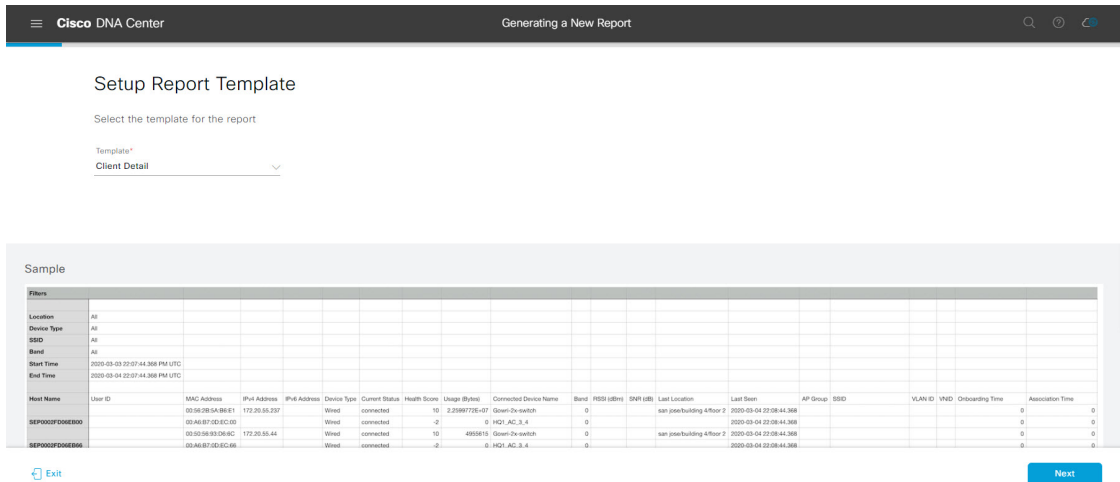 Cisco DNA Center Generating a New Report
Setup Report Template
Select the template for the report
Template*
Client Detail
Sample
Filters
Location All
Device Type All
SSID All
Band All
Start Time 2020-03-03 22:07:44.368 PM UTC
End Time 2020-03-04 22:07:44.368 PM UTC
Host Name User ID MAC Address IPv4 Address IPv6 Address Device Type Current Status Health Score Usage (Bytes) Connected Device Name Band RSSI (dBm) SNR (dB) Last Location Last Seen AP Group SSID VLAN ID VNID Onboarding Time Association Time
00:56:2B:5A:B6:E1 172.20.55.237 Wired connected 10 2.2599772E+07 Gowri-2x-switch 0 san jose/building 4/floor 2 2020-03-04 22:08:44.368 0 0
SEP0002FD06EB00 00:A6:B7:0D:EC:00 Wired connected -2 0 HQ1_AC_3_4 0 2020-03-04 22:08:44.368 0 0
00:50:56:93:D6:6C 172.20.55.44 Wired connected 10 4955615 Gowri-2x-switch 0 san jose/building 4/floor 2 2020-03-04 22:08:44.368 0 0
SEP0002FD06EB66 00:A6:B7:0D:EC:66 Wired connected -2 0 HQ1_AC_3_4 0 2020-03-04 22:08:44.368 0 0
Exit Next